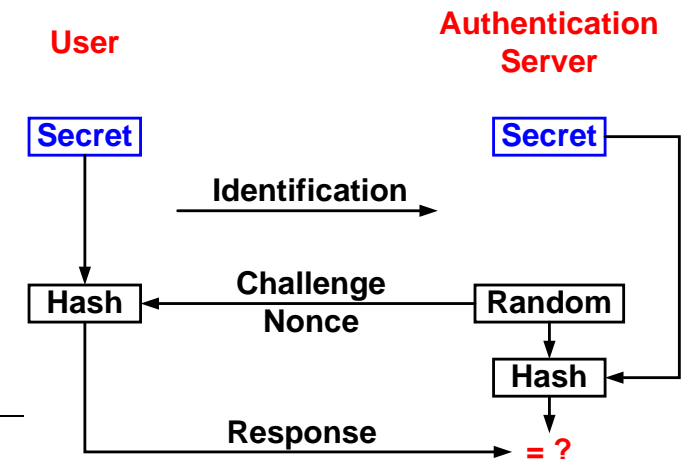 User
Authentication
Server
Secret
Secret
Identification
Hash
Challenge
Nonce
Random
Hash
Response
= ?